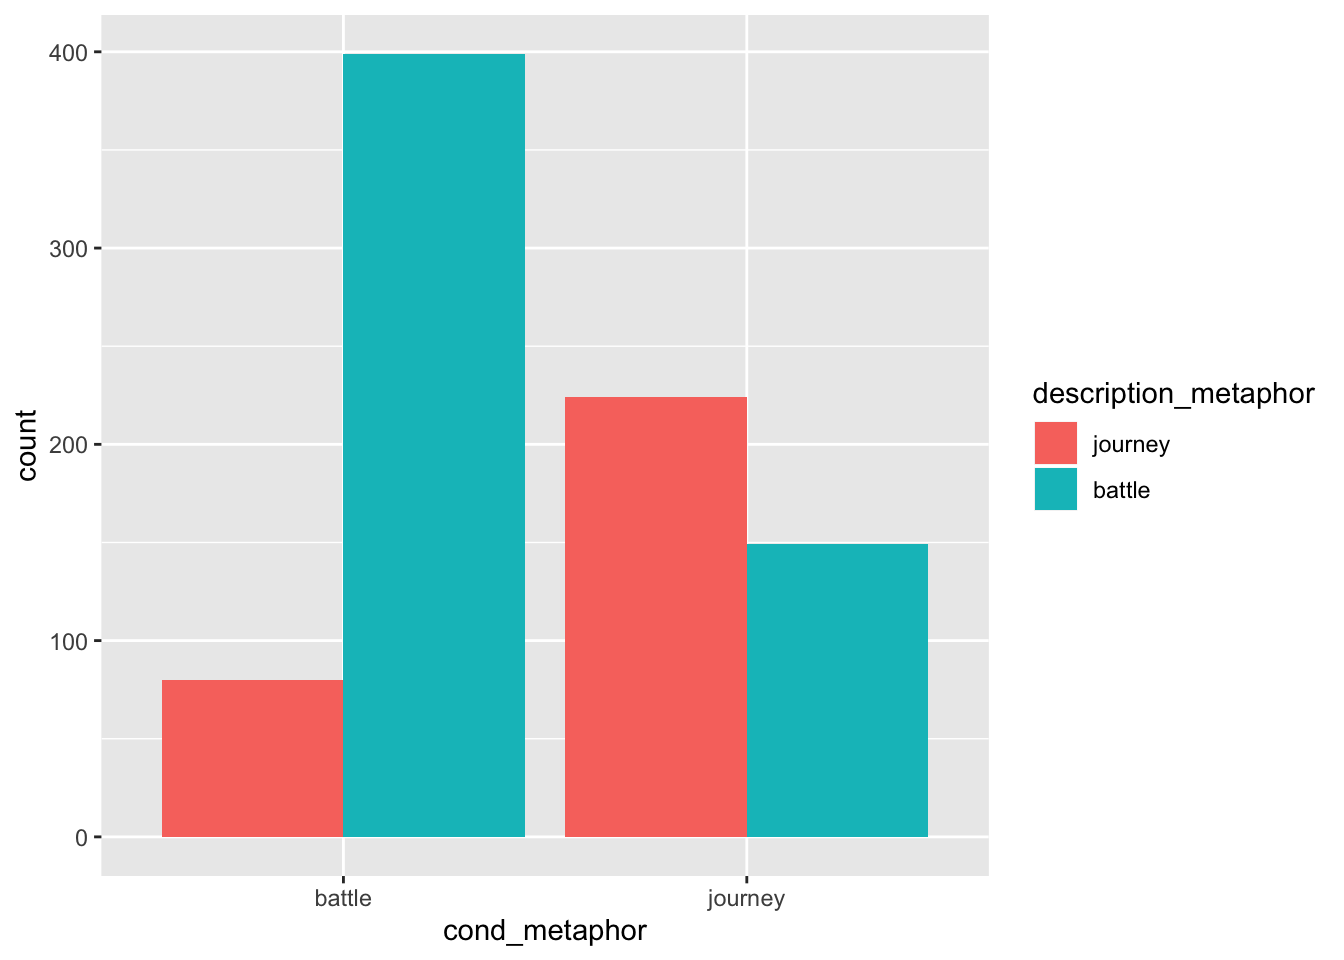 400
300
200
100
0
count
battle
journey
cond_metaphor
description_metaphor
journey
battle